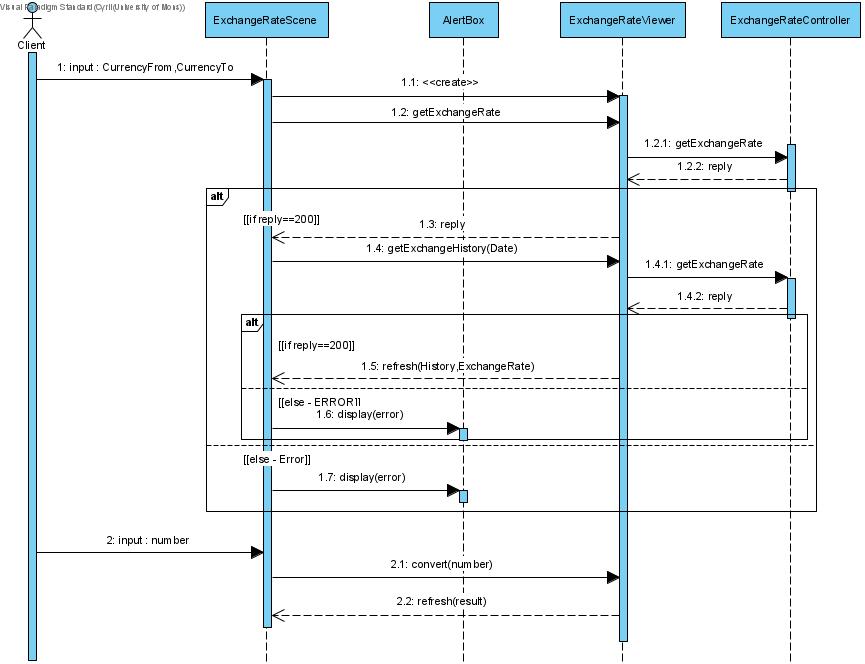 Visual Paradigm Standard(Cyril(University of Mons))
Client
ExchangeRateScene
AlertBox
ExchangeRateViewer
ExchangeRateController
1: input : CurrencyFrom ,CurrencyTo
1.1: <<create>>
1.2: getExchangeRate
1.2.1: getExchangeRate
1.2.2: reply
alt
[[if reply==200]]
1.3: reply
1.4: getExchangeHistory(Date)
1.4.1: getExchangeRate
1.4.2: reply
alt
[[if reply==200]]
1.5: refresh(History,ExchangeRate)
[[else - ERROR]]
1.6: display(error)
[[else - Error]]
1.7: display(error)
2: input : number
2.1: convert(number)
2.2: refresh(result)